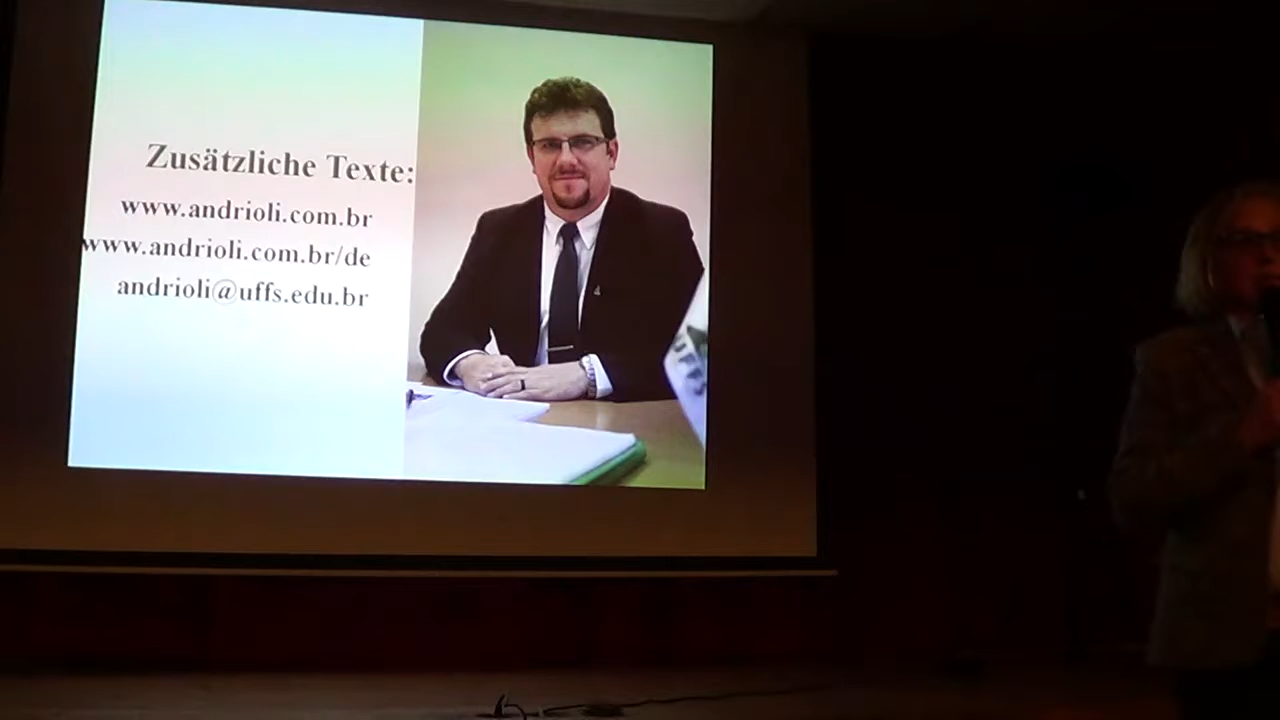 Zusätzliche Texte:
www.andrioli.com.br
www.andrioli.com.br/de
andrioli@uffs.edu.br